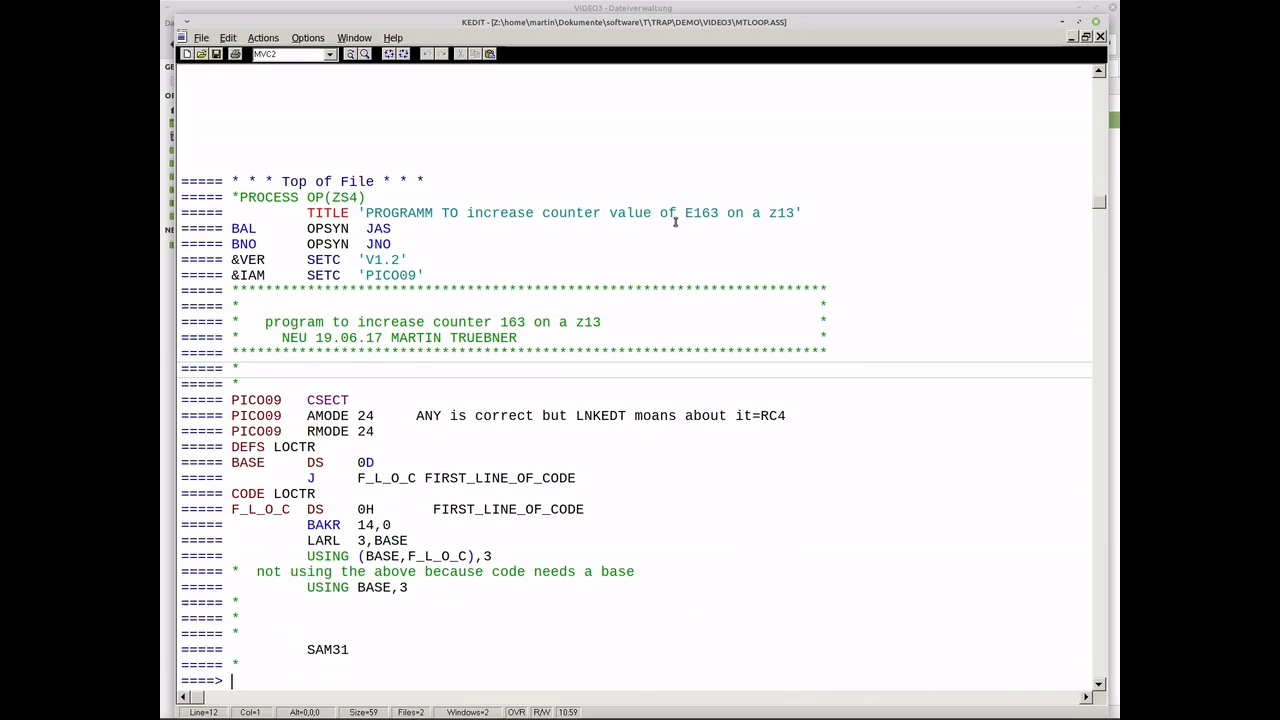 VIDEO3 - Dateiverwaltung
KEDIT - [Z:\home\martin\Dokumente\software\T\TRAP\DEMO\VIDEO3\MTLOOP.ASS]
File Edit Actions Options Window Help
MVC2
===== * * * Top of File * * *
===== *PROCESS OP(ZS4)
===== TITLE 'PROGRAMM TO increase counter value of E163 on a z13'
===== BAL OPSYN JAS
===== BNO OPSYN JNO
===== &VER SETC 'V1.2'
===== &IAM SETC 'PICO09'
===== ***********************************************************************
===== * *
===== * program to increase counter 163 on a z13 *
===== * NEU 19.06.17 MARTIN TRUEBNER *
===== ***********************************************************************
===== *
===== *
===== PICO09 CSECT
===== PICO09 AMODE 24 ANY is correct but LNKEDT moans about it=RC4
===== PICO09 RMODE 24
===== DEFS LOCTR
===== BASE DS 0D
===== J F_L_O_C FIRST_LINE_OF_CODE
===== CODE LOCTR
===== F_L_O_C DS 0H FIRST_LINE_OF_CODE
===== BAKR 14,0
===== LARL 3,BASE
===== USING (BASE,F_L_O_C),3
===== * not using the above because code needs a base
===== USING BASE,3
===== *
===== *
===== *
===== SAM31
===== *
====>
Line=12 Col=1 Alt=0,0,0 Size=59 Files=2 Windows=2 OVR R/W 10:59